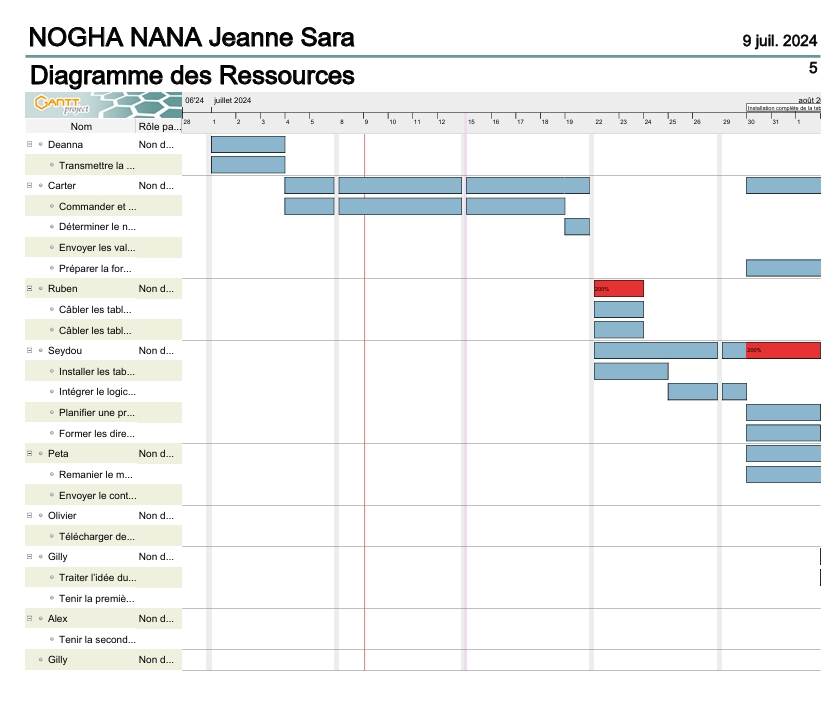 NOGHA NANA Jeanne Sara
9 juil. 2024
Diagramme des Ressources
5
GANTT project
06'24 juillet 2024 août 2
Installation complète de la tab
Nom Rôle pa...
28 1 2 3 4 5 8 9 10 11 12 15 16 17 18 19 22 23 24 25 26 29 30 31 1
Deanna Non d...
Transmettre la ...
Carter Non d...
Commander et ...
Déterminer le n...
Envoyer les val...
Préparer la for...
Ruben Non d... 200%
Câbler les tabl...
Câbler les tabl...
Seydou Non d... 200%
Installer les tab...
Intégrer le logic...
Planifier une pr...
Former les dire...
Peta Non d...
Remanier le m...
Envoyer le cont...
Olivier Non d...
Télécharger de...
Gilly Non d...
Traiter l'idée du...
Tenir la premiè...
Alex Non d...
Tenir la second...
Gilly Non d...